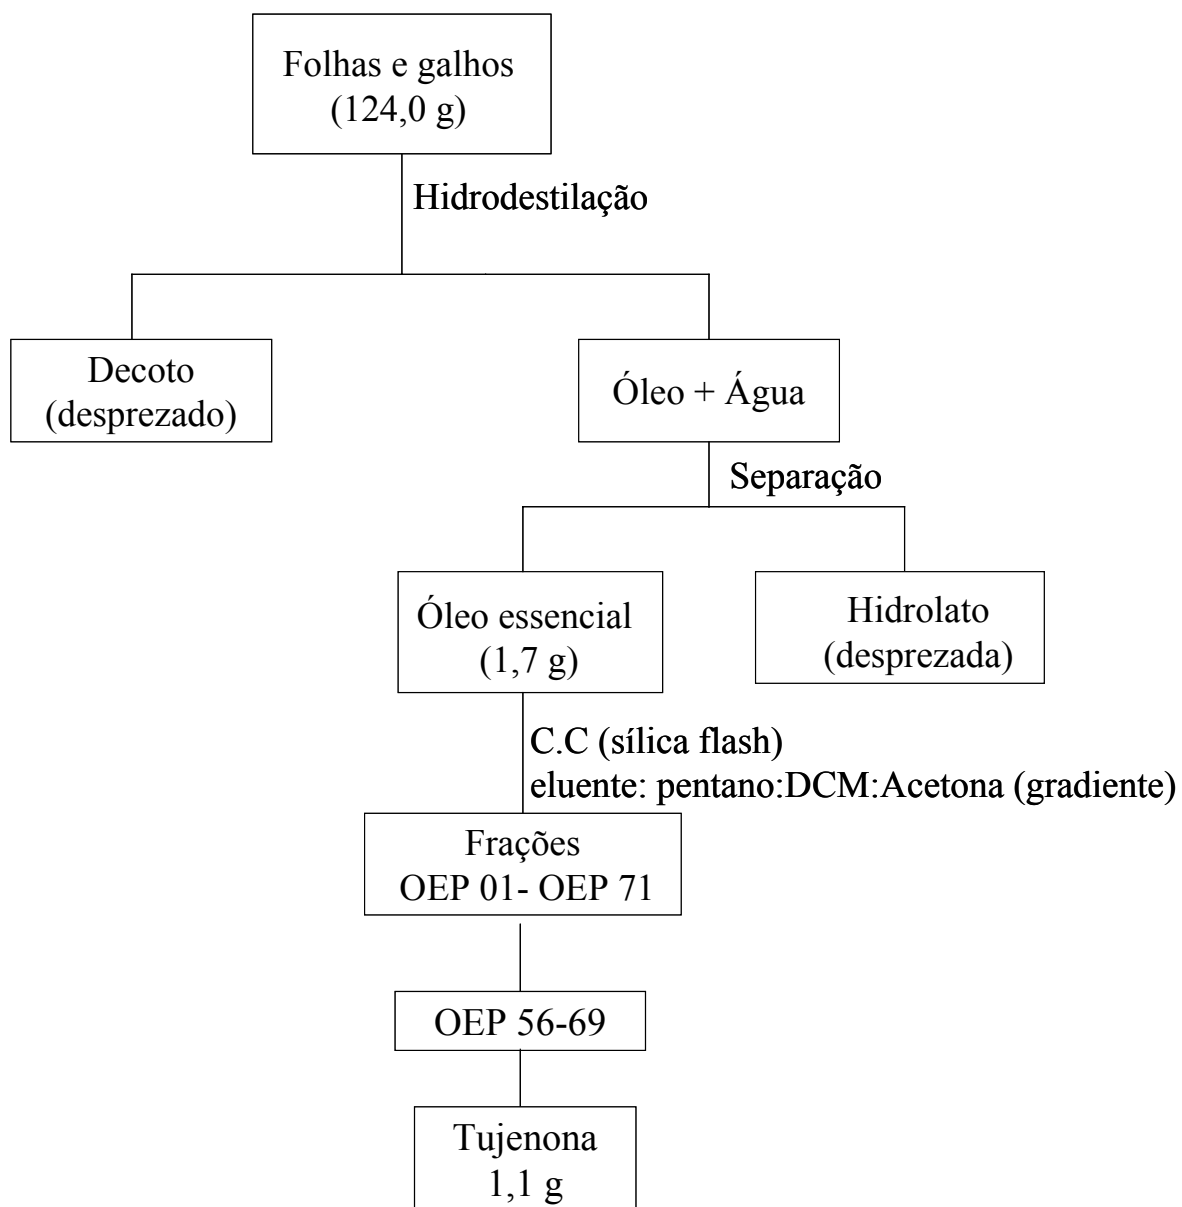 Folhas e galhos
(124,0 g)
Hidrodestilação
Decoto
(desprezado)
Óleo + Água
Separação
Óleo essencial
(1,7 g)
Hidrolato
(desprezada)
C.C (sílica flash)
eluente: pentano:DCM:Acetona (gradiente)
Frações
OEP 01- OEP 71
OEP 56-69
Tujenona
1,1 g